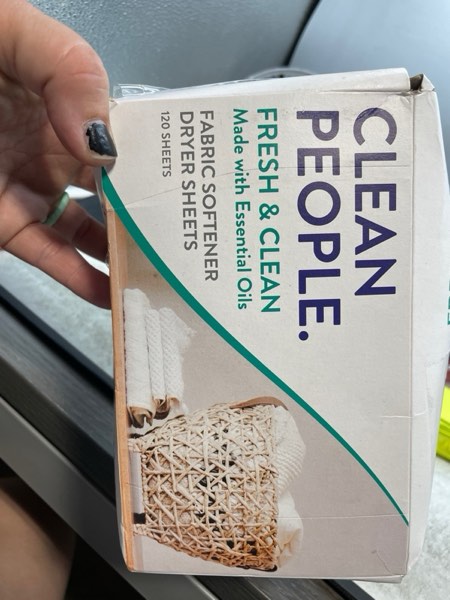 CLEAN
PEOPLE.
FRESH & CLEAN
Made with Essential Oils
FABRIC SOFTENER
DRYER SHEETS
120 SHEETS